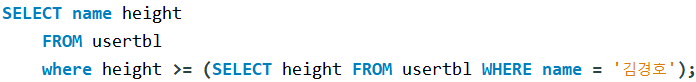 SELECT name height
FROM usertbl
where height >= (SELECT height FROM usertbl WHERE name = '김경호');